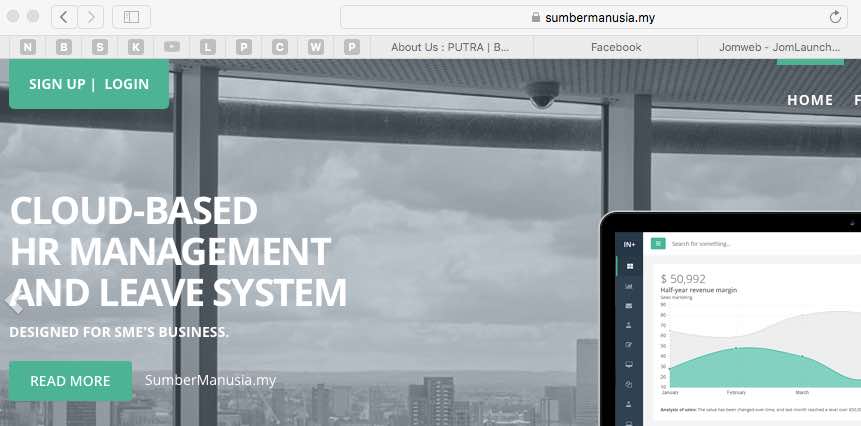 sumbermanusia.my
N B S K L P C W P About Us : PUTRA | B... Facebook Jomweb - JomLaunch...
SIGN UP | LOGIN
HOME F
CLOUD-BASED
HR MANAGEMENT
AND LEAVE SYSTEM
DESIGNED FOR SME'S BUSINESS.
READ MORE SumberManusia.my
IN+ Search for something...
$ 50,992
Half-year revenue margin
Sales marketing
90
80
70
60
50
40
30
20
10
January February March
Analysis of sales: The value has been changed over time, and last month reached a level over $50,0